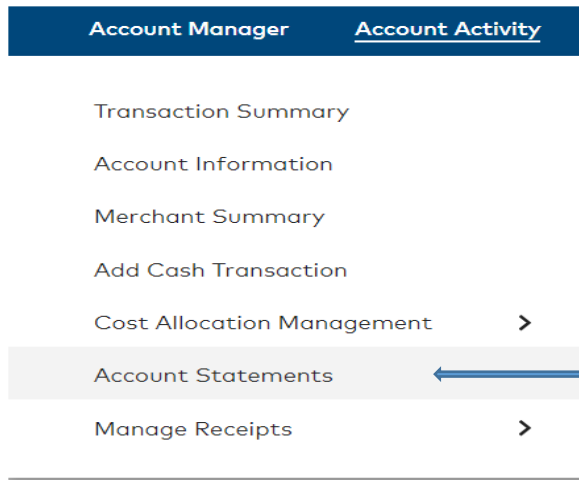 Account Manager Account Activity
Transaction Summary
Account Information
Merchant Summary
Add Cash Transaction
Cost Allocation Management
Account Statements
Manage Receipts